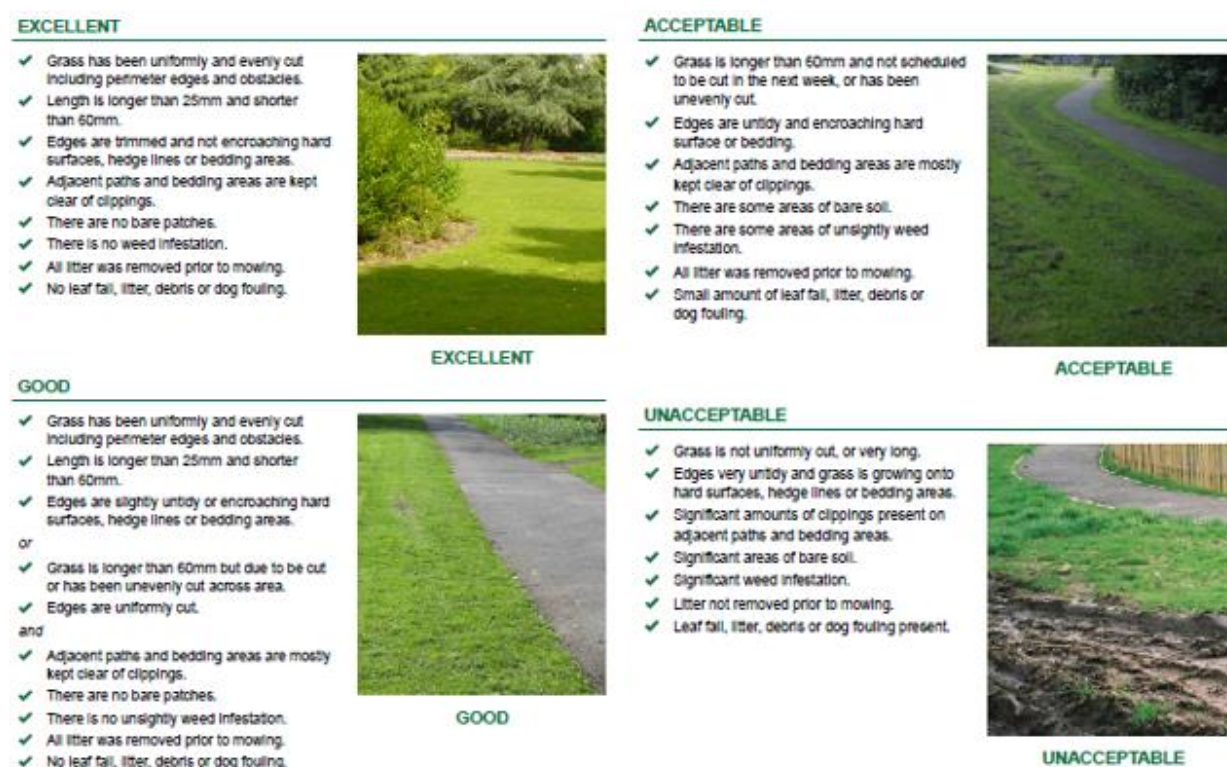 EXCELLENT
Grass has been uniformly and evenly cut
including perimeter edges and obstacles.
Length is longer than 25mm and shorter
than 60mm.
Edges are trimmed and not encroaching hard
surfaces, hedge lines or bedding areas.
Adjacent paths and bedding areas are kept
clear of clippings.
There are no bare patches.
There is no weed infestation.
All litter was removed prior to mowing.
No leaf fall, litter, debris or dog fouling.
EXCELLENT
GOOD
Grass has been uniformly and evenly cut
including perimeter edges and obstacles.
Length is longer than 25mm and shorter
than 60mm.
Edges are slightly untidy or encroaching hard
surfaces, hedge lines or bedding areas.
or
Grass is longer than 60mm but due to be cut
or has been unevenly cut across area.
Edges are uniformly cut.
and
Adjacent paths and bedding areas are mostly
kept clear of clippings.
There are no bare patches.
There is no unsightly weed infestation.
All litter was removed prior to mowing.
No leaf fall, litter, debris or dog fouling.
GOOD
ACCEPTABLE
Grass is longer than 60mm and not scheduled
to be cut in the next week, or has been
unevenly cut.
Edges are untidy and encroaching hard
surface or bedding.
Adjacent paths and bedding areas are mostly
kept clear of clippings.
There are some areas of bare soil.
There are some areas of unsightly weed
infestation.
All litter was removed prior to mowing.
Small amount of leaf fall, litter, debris or
dog fouling.
ACCEPTABLE
UNACCEPTABLE
Grass is not uniformly cut, or very long.
Edges very untidy and grass is growing onto
hard surfaces, hedge lines or bedding areas.
Significant amounts of clippings present on
adjacent paths and bedding areas.
Significant areas of bare soil.
Significant weed infestation.
Litter not removed prior to mowing.
Leaf fall, litter, debris or dog fouling present.
UNACCEPTABLE